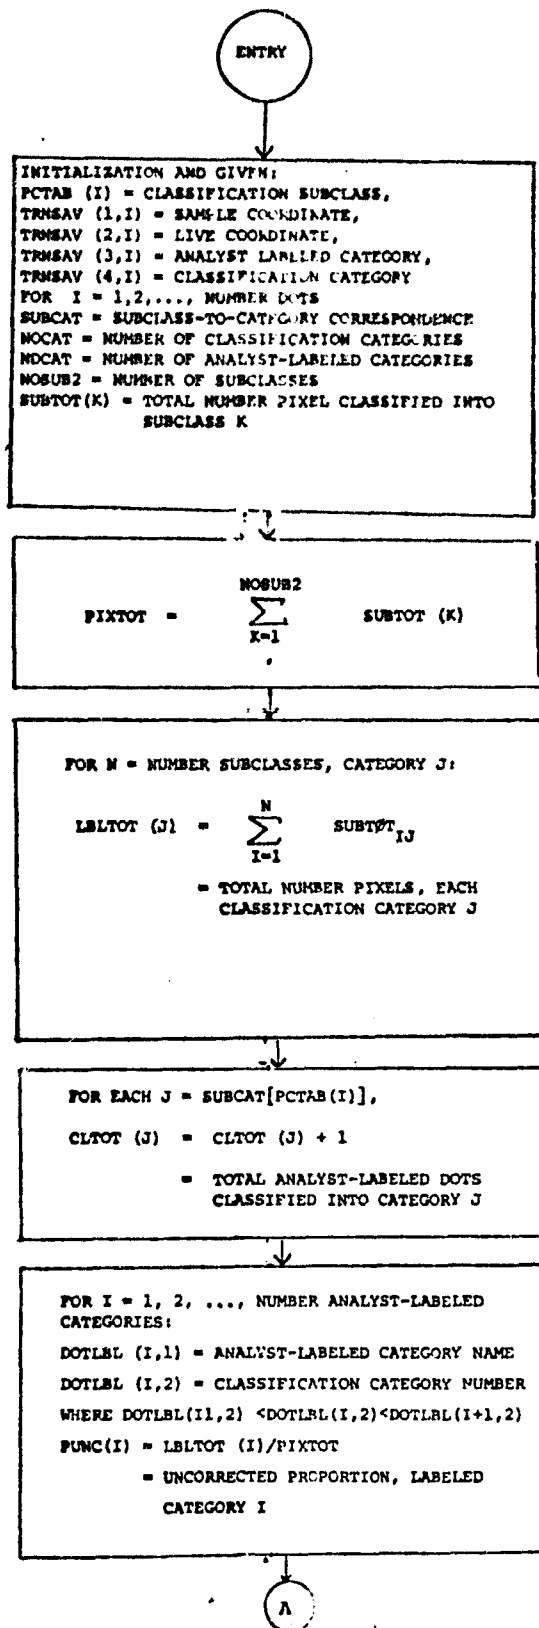 ENTRY
INITIALIZATION AND GIVEN:
PCTAB (I) = CLASSIFICATION SUBCLASS,
TRNSAV (1,I) = SAMPLE COORDINATE,
TRNSAV (2,I) = LIVE COORDINATE,
TRNSAV (3,I) = ANALYST LABELED CATEGORY,
TRNSAV (4,I) = CLASSIFICATION CATEGORY
FOR I = 1,2,..., NUMBER DOTS
SUBCAT = SUBCLASS-TO-CATEGORY CORRESPONDENCE
NOCAT = NUMBER OF CLASSIFICATION CATEGORIES
NDCAT = NUMBER OF ANALYST-LABELED CATEGORIES
NOSUB2 = NUMBER OF SUBCLASSES
SUBTOT(K) = TOTAL NUMBER PIXEL CLASSIFIED INTO
SUBCLASS K
NOSUB2
PIXTOT = ∑ SUBTOT (K)
K=1
FOR N = NUMBER SUBCLASSES, CATEGORY J:
N
LBLTOT (J) = ∑ SUBTØT IJ
I=1
= TOTAL NUMBER PIXELS, EACH
CLASSIFICATION CATEGORY J
FOR EACH J = SUBCAT[PCTAB(I)],
CLTOT (J) = CLTOT (J) + 1
= TOTAL ANALYST-LABELED DOTS
CLASSIFIED INTO CATEGORY J
FOR I = 1, 2, ..., NUMBER ANALYST-LABELED
CATEGORIES:
DOTLBL (I,1) = ANALYST-LABELED CATEGORY NAME
DOTLBL (I,2) = CLASSIFICATION CATEGORY NUMBER
WHERE DOTLBL(I1,2) <DOTLBL(I,2)<DOTLBL(I+1,2)
PUNC(I) = LBLTOT (I)/PIXTOT
= UNCORRECTED PROPORTION, LABELED
CATEGORY I
A